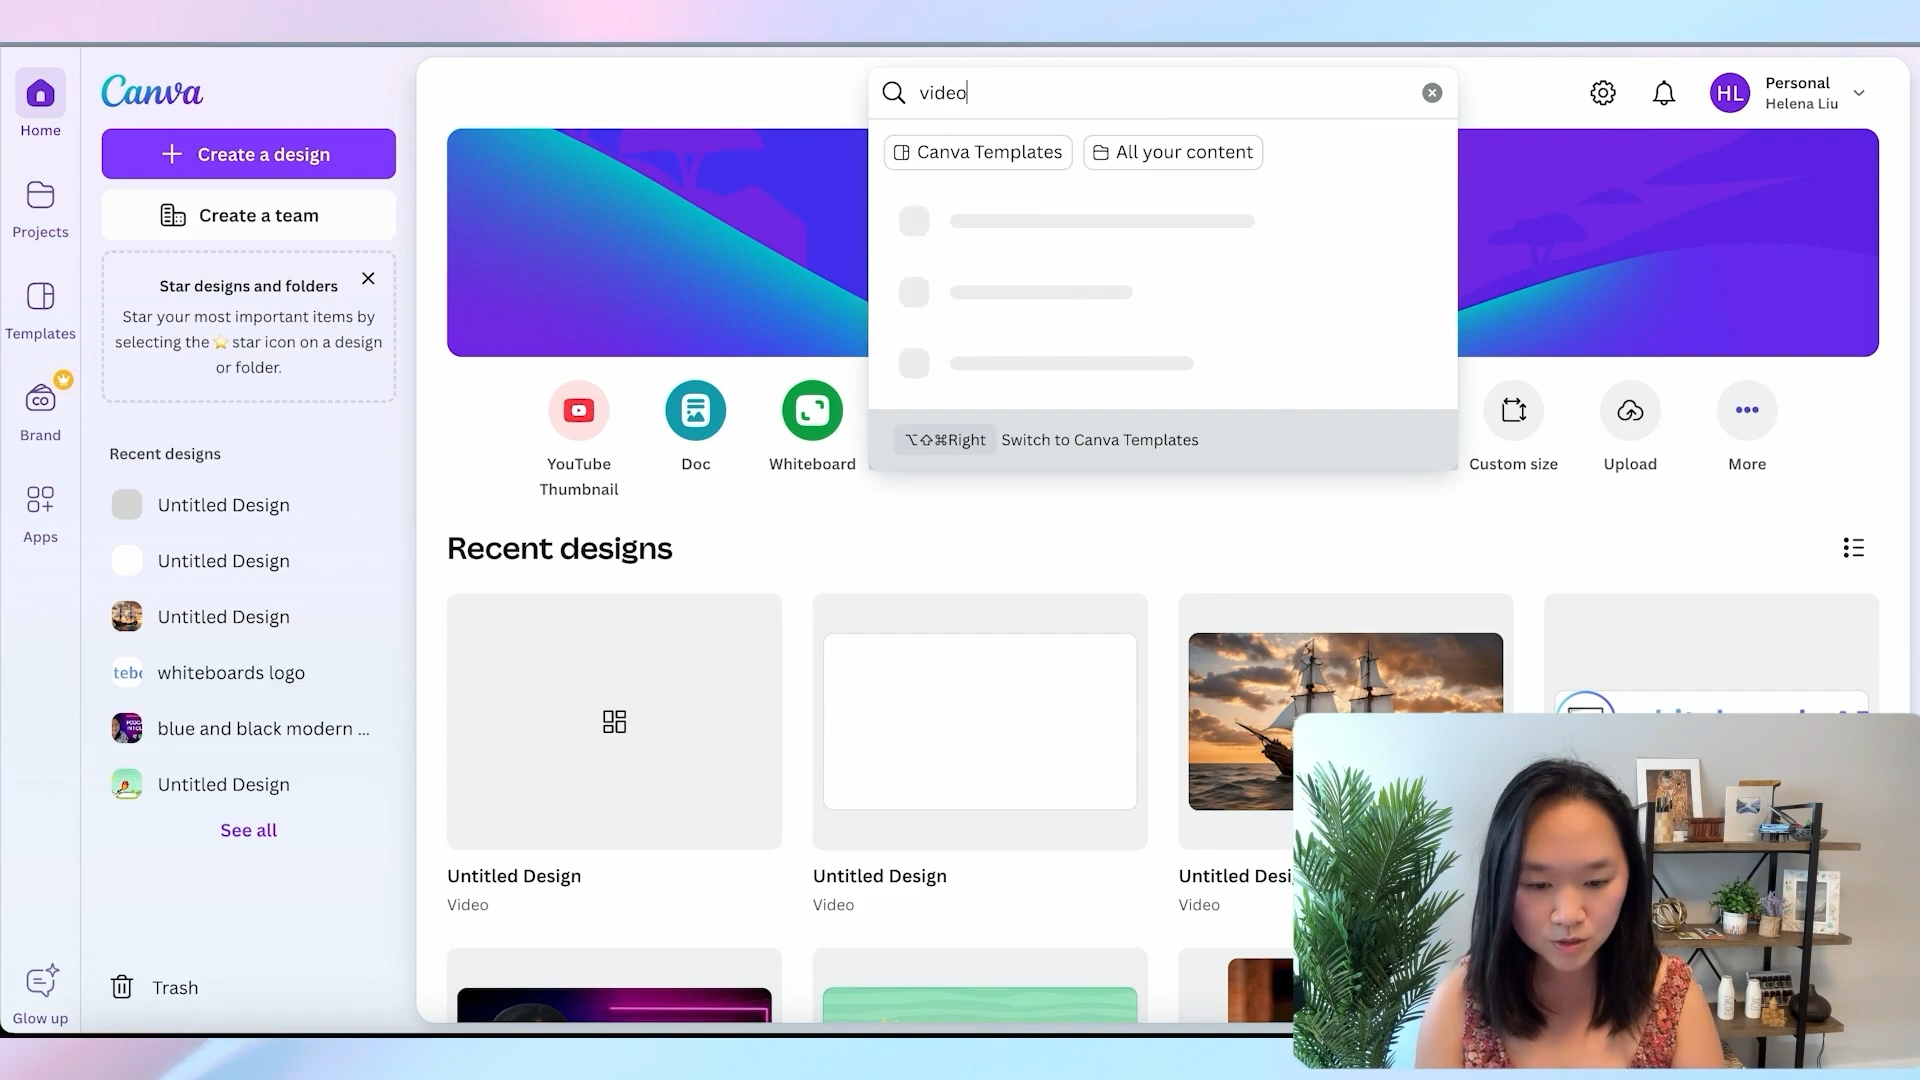 Canva
Home
Projects
Templates
Brand
Apps
Glow up
Create a design
Create a team
Star designs and folders
Star your most important items by
selecting the star icon on a design
or folder.
Recent designs
Untitled Design
Untitled Design
Untitled Design
tebo
whiteboards logo
blue and black modern ...
Untitled Design
See all
Trash
video
Canva Templates
All your content
⌥⇧⌘Right Switch to Canva Templates
HL
Personal
Helena Liu
YouTube
Thumbnail
Doc
Whiteboard
Custom size
Upload
More
Recent designs
Untitled Design
Video
Untitled Design
Video
Untitled Desi
Video